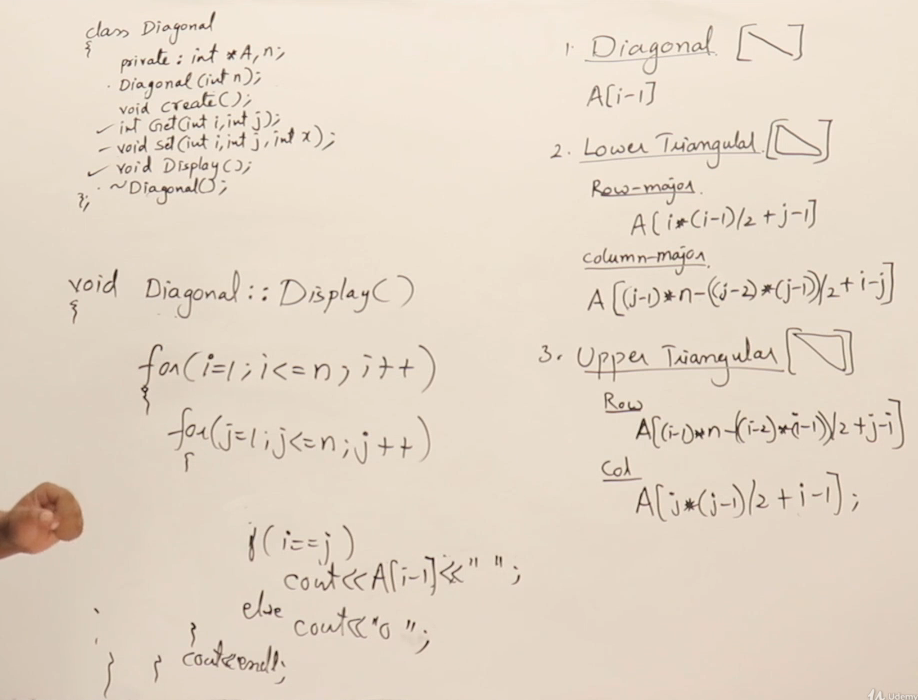 class Diagonal
{
private: int *A, n;
Diagonal(int n);
void create();
int Get(int i, int j);
void set(int i, int j, int x);
void Display();
~Diagonal();
};
void Diagonal::Display()
{
for(i=1; i<=n; i++)
{
for(j=1; j<=n; j++)
{
if(i==j)
cout<<A[i-1]<<" ";
else
cout<<"0 ";
}
cout<<endl;
}
}
1. Diagonal
A[i-1]
2. Lower Triangular
Row-major
A[i*(i-1)/2+j-1]
column-major
A[(j-1)*n-((j-2)*(j-1))/2+i-j]
3. Upper Triangular
Row
A[(i-1)*n-(i-2)*(i-1))/2+j-i]
Col
A[j*(j-1)/2+i-1];
Udemy